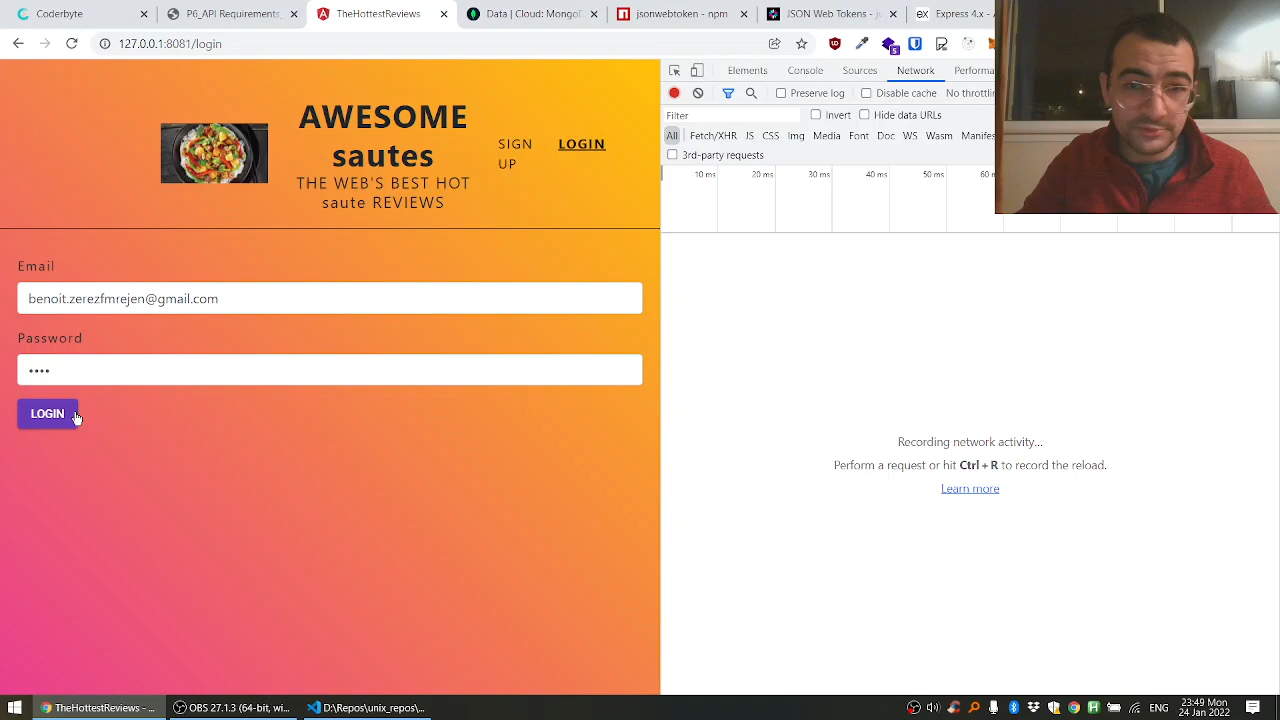 Codebyte
P6_API Requirements_
TheHottestReviews
Data | Cloud: MongoD
jsonwebtoken - npm
JSON Web Tokens - j
ex Express 4.x - A
127.0.0.1:8081/login
Elements
Console
Sources
Network
Performa
Preserve log
Disable cache
No throttlin
Filter
Invert
Hide data URLs
All
Fetch/XHR
JS
CSS
Img
Media
Font
Doc
WS
Wasm
Manifes
3rd-party requests
10 ms
20 ms
30 ms
40 ms
50 ms
60 m
AWESOME
sautes
THE WEB'S BEST HOT
saute REVIEWS
SIGN
UP
LOGIN
Email
benoit.zerezfmrejen@gmail.com
Password
••••
LOGIN
Recording network activity...
Perform a request or hit Ctrl + R to record the reload.
Learn more
TheHottestReviews - ...
OBS 27.1.3 (64-bit, wi...
D:\Repos\unix_repos\...
ENG
23:49 Mon
24 Jan 2022